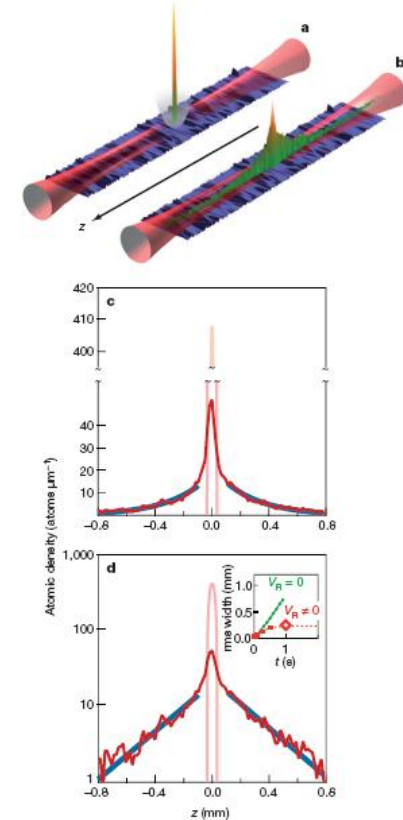 a
b
z
c
420
410
400
40
30
20
10
–0.8
–0.4
0.0
0.4
0.8
Atomic density (atoms µm⁻¹)
d
1,000
100
10
1
–0.8
–0.4
0.0
0.4
0.8
z (mm)
rms width (mm)
1.0
0.5
0.0
V_R = 0
V_R ≠ 0
0
1
t (s)